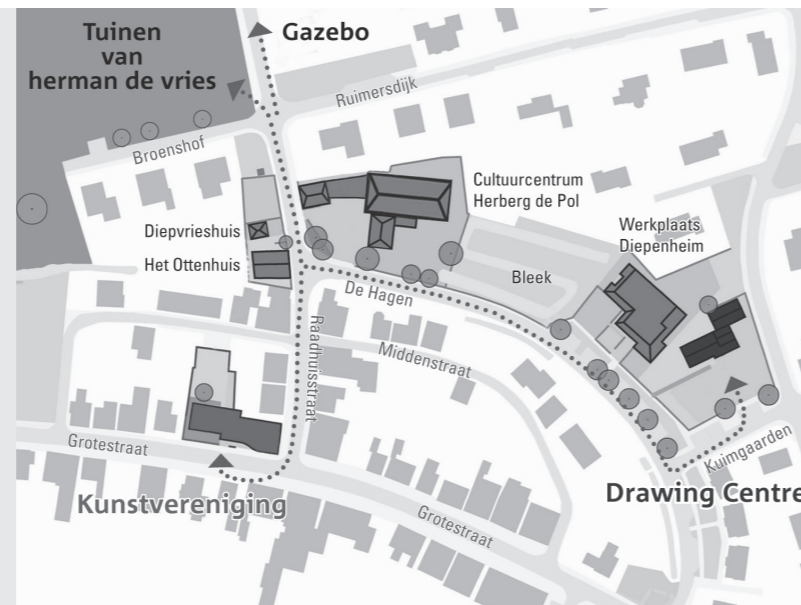 Tuinen
van
herman de vries
Gazebo
Ruimersdijk
Broenshof
Cultuurcentrum
Herberg de Pol
Werkplaats
Diepenheim
Diepvrieshuis
Het Ottenhuis
Bleek
De Hagen
Raadhuisstraat
Middenstraat
Grotestraat
Kunstvereniging
Grotestraat
Kuimgaarden
Drawing Centre